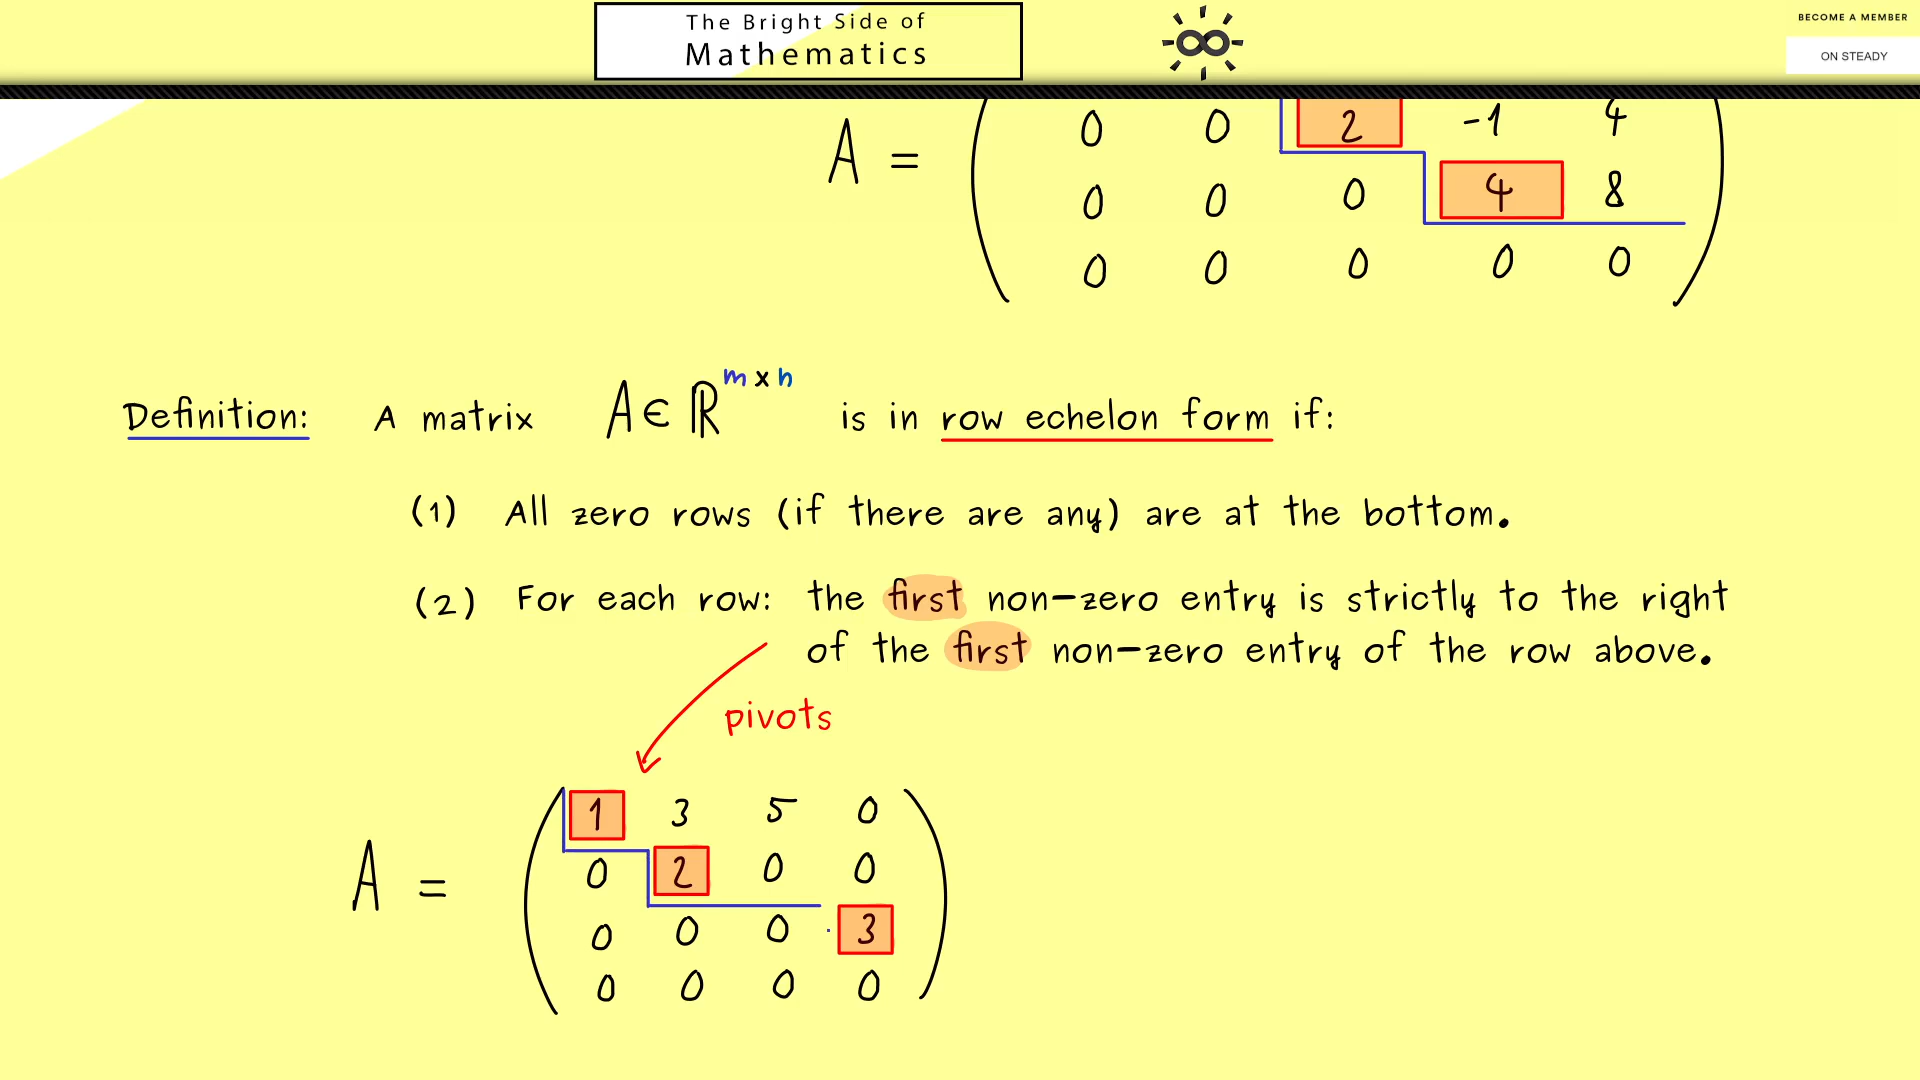 The Bright Side of
Mathematics
BECOME A MEMBER
ON STEADY
0 0 2 -1 4
A =
0 0 0 4 8
0 0 0 0 0
Definition: A matrix A ∈ ℝ^{m×n} is in row echelon form if:
(1) All zero rows (if there are any) are at the bottom.
(2) For each row: the first non-zero entry is strictly to the right
of the first non-zero entry of the row above.
pivots
1 3 5 0
A =
0 2 0 0
0 0 0 3
0 0 0 0